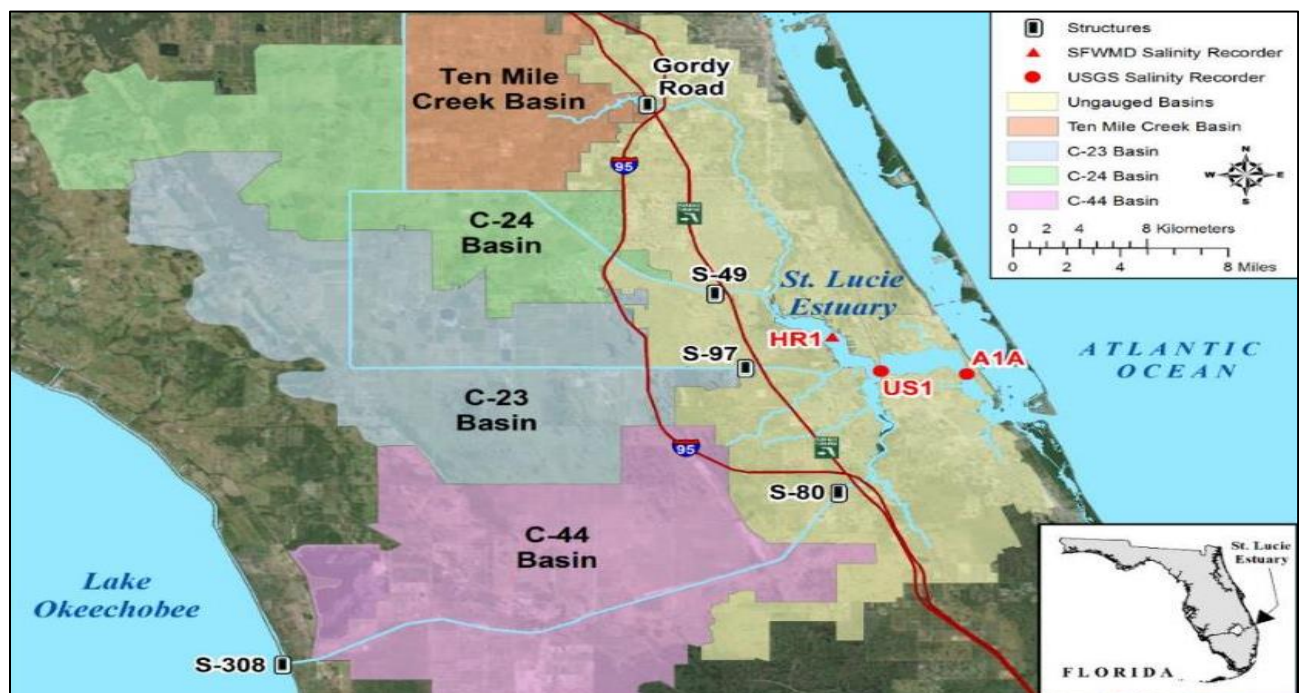 Ten Mile
Creek Basin
Gordy
Road
95
C-24
Basin
S-49
St. Lucie
Estuary
HR1
S-97
US1
A1A
ATLANTIC
OCEAN
C-23
Basin
95
S-80
C-44
Basin
Lake
Okeechobee
S-308
Structures
SFWMD Salinity Recorder
USGS Salinity Recorder
Ungauged Basins
Ten Mile Creek Basin
C-23 Basin
C-24 Basin
C-44 Basin
N
W E
S
0 2 4 8 Kilometers
0 2 4 8 Miles
St. Lucie
Estuary
FLORIDA